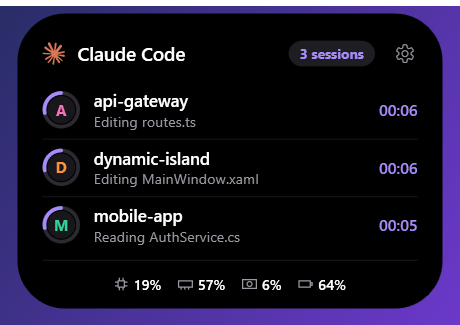 Claude Code
3 sessions
A
api-gateway
Editing routes.ts
00:06
D
dynamic-island
Editing MainWindow.xaml
00:06
M
mobile-app
Reading AuthService.cs
00:05
19% 57% 6% 64%